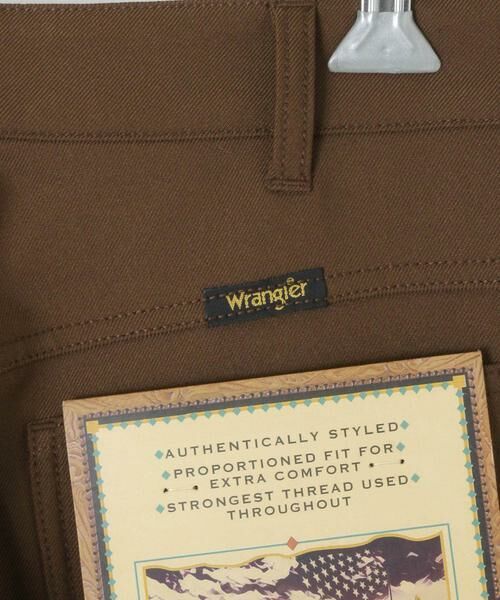 Wrangler
AUTHENTICALLY STYLED
PROPORTIONED FIT FOR
EXTRA COMFORT
STRONGEST THREAD USED
THROUGHOUT